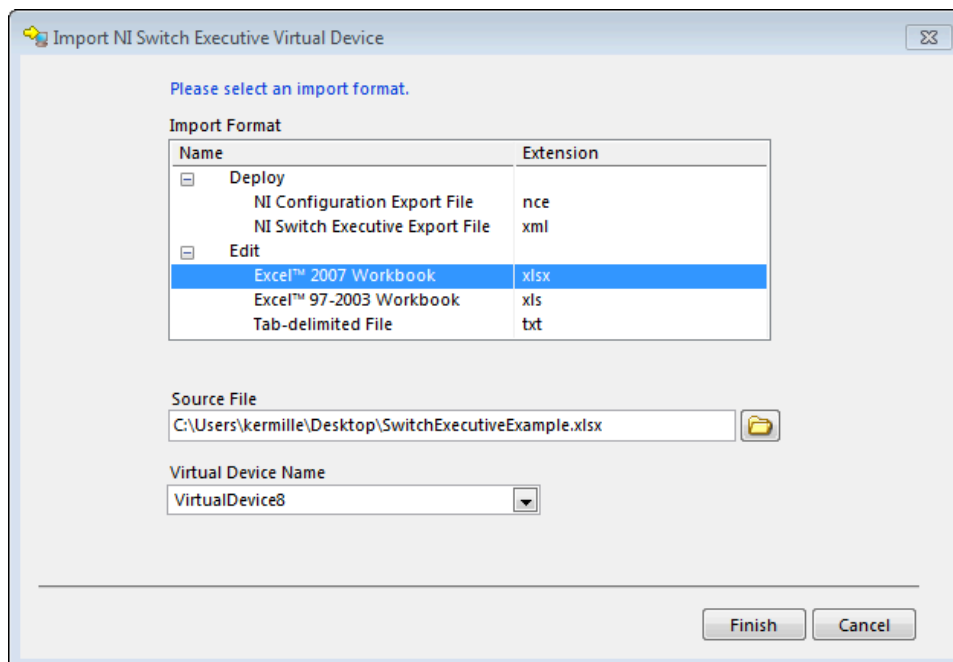 Import NI Switch Executive Virtual Device
Please select an import format.
Import Format
Name Extension
Deploy
NI Configuration Export File nce
NI Switch Executive Export File xml
Edit
Excel™ 2007 Workbook xlsx
Excel™ 97-2003 Workbook xls
Tab-delimited File txt
Source File
C:\Users\kermille\Desktop\SwitchExecutiveExample.xlsx
Virtual Device Name
VirtualDevice8
Finish Cancel